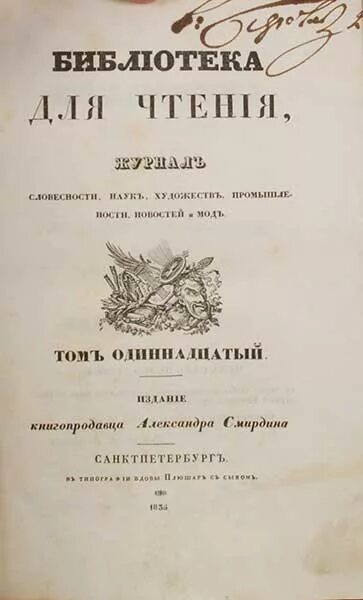 БИБЛІОТЕКА
ДЛЯ ЧТЕНІЯ,
ЖУРНАЛЪ
СЛОВЕСНОСТИ, НАУКЪ, ХУДОЖЕСТВЪ, ПРОМЫШЛЕ-
НОСТИ, НОВОСТЕЙ и МОДЪ.
ТОМЪ ОДИННАДЦАТЫЙ.
ИЗДАНІЕ
книгопродавца Александра Смирдина
САНКТПЕТЕРБУРГЪ.
ВЪ ТИПОГРАФІИ ВДОВЫ ПЛЮШАРЪ СЪ СЫНОМЪ.
1835